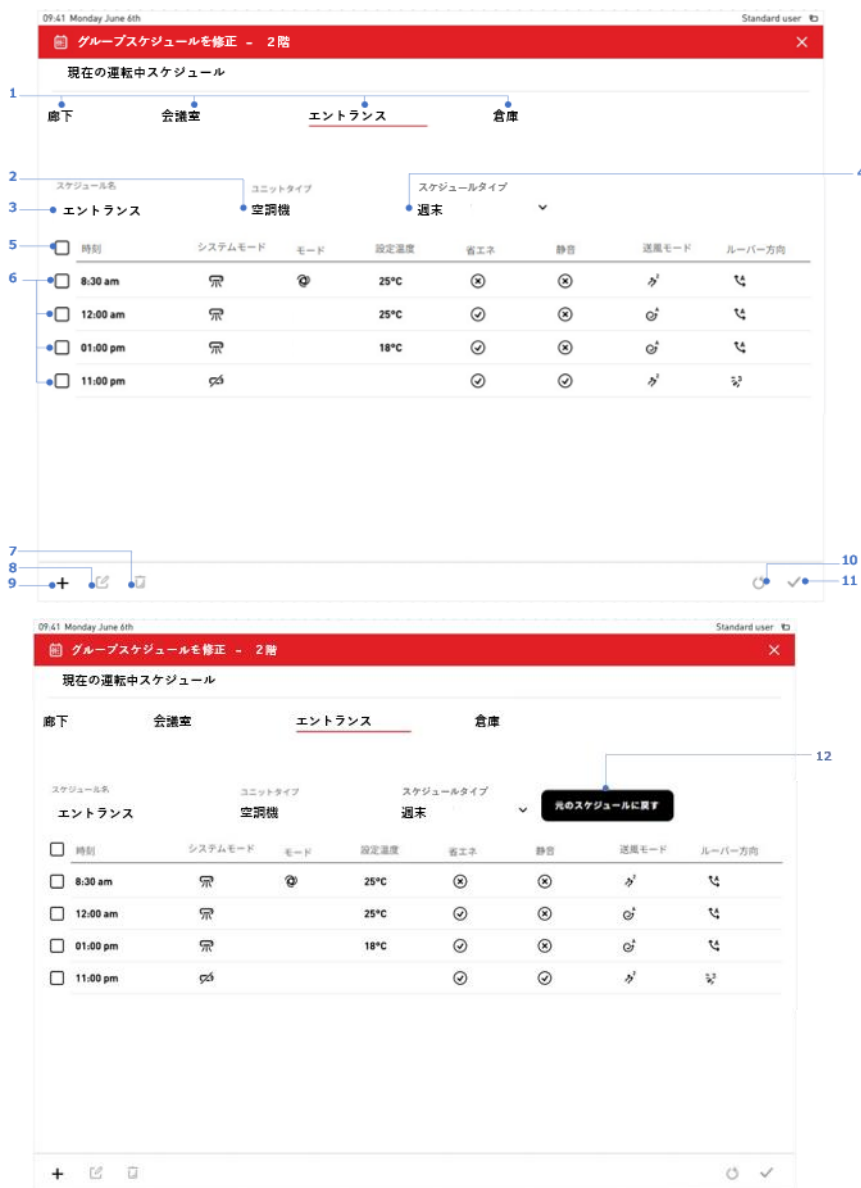 09:41 Monday June 6th Standard user
グループスケジュールを修正 - 2階
現在の運転中スケジュール
1
廊下 会議室 エントランス 倉庫
2 4
スケジュール名 ユニットタイプ スケジュールタイプ
3 エントランス 空調機 週末
5 時刻 システムモード モード 設定温度 省エネ 静音 送風モード ルーバー方向
6 8:30 am 25°C
12:00 am 25°C
01:00 pm 18°C
11:00 pm
7
8 10
9 11
09:41 Monday June 6th Standard user
グループスケジュールを修正 - 2階
現在の運転中スケジュール
廊下 会議室 エントランス 倉庫
12
スケジュール名 ユニットタイプ スケジュールタイプ 元のスケジュールに戻す
エントランス 空調機 週末
時刻 システムモード モード 設定温度 省エネ 静音 送風モード ルーバー方向
8:30 am 25°C
12:00 am 25°C
01:00 pm 18°C
11:00 pm